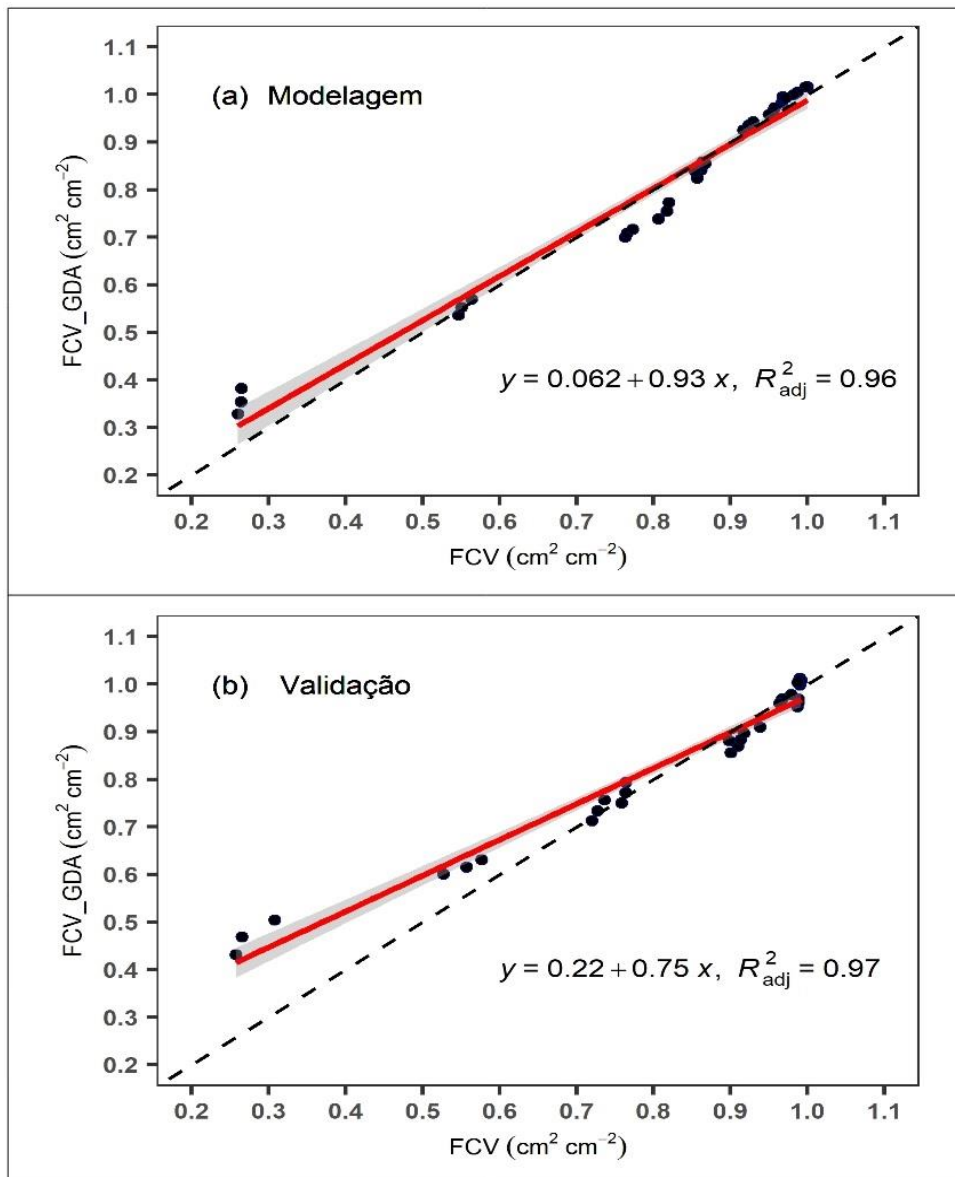 1.1
1.0
0.9
0.8
0.7
0.6
0.5
0.4
0.3
0.2
FCV_GDA (cm² cm⁻²)
(a) Modelagem
y = 0.062 + 0.93 x, R²adj = 0.96
0.2 0.3 0.4 0.5 0.6 0.7 0.8 0.9 1.0 1.1
FCV (cm² cm⁻²)
1.1
1.0
0.9
0.8
0.7
0.6
0.5
0.4
0.3
0.2
FCV_GDA (cm² cm⁻²)
(b) Validação
y = 0.22 + 0.75 x, R²adj = 0.97
0.2 0.3 0.4 0.5 0.6 0.7 0.8 0.9 1.0 1.1
FCV (cm² cm⁻²)